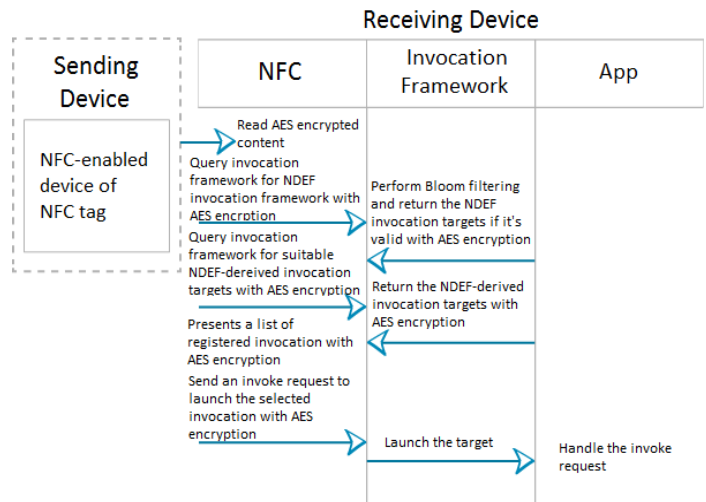 Receiving Device
Sending
Device
NFC
Invocation
Framework
App
NFC-enabled
device of
NFC tag
Read AES encrypted
content
Query invocation
framework for NDEF
invocation framework with
AES encrption
Perform Bloom filtering
and return the NDEF
invocation targets if it's
valid with AES encryption
Query invocation
framework for suitable
NDEF-dereived invocation
targets with AES encryption
Return the NDEF-derived
invocation targets with
AES encryption
Presents a list of
registered invocation with
AES encryption
Send an invoke request to
launch the selected
invocation with AES
encryption
Launch the target
Handle the invoke
request